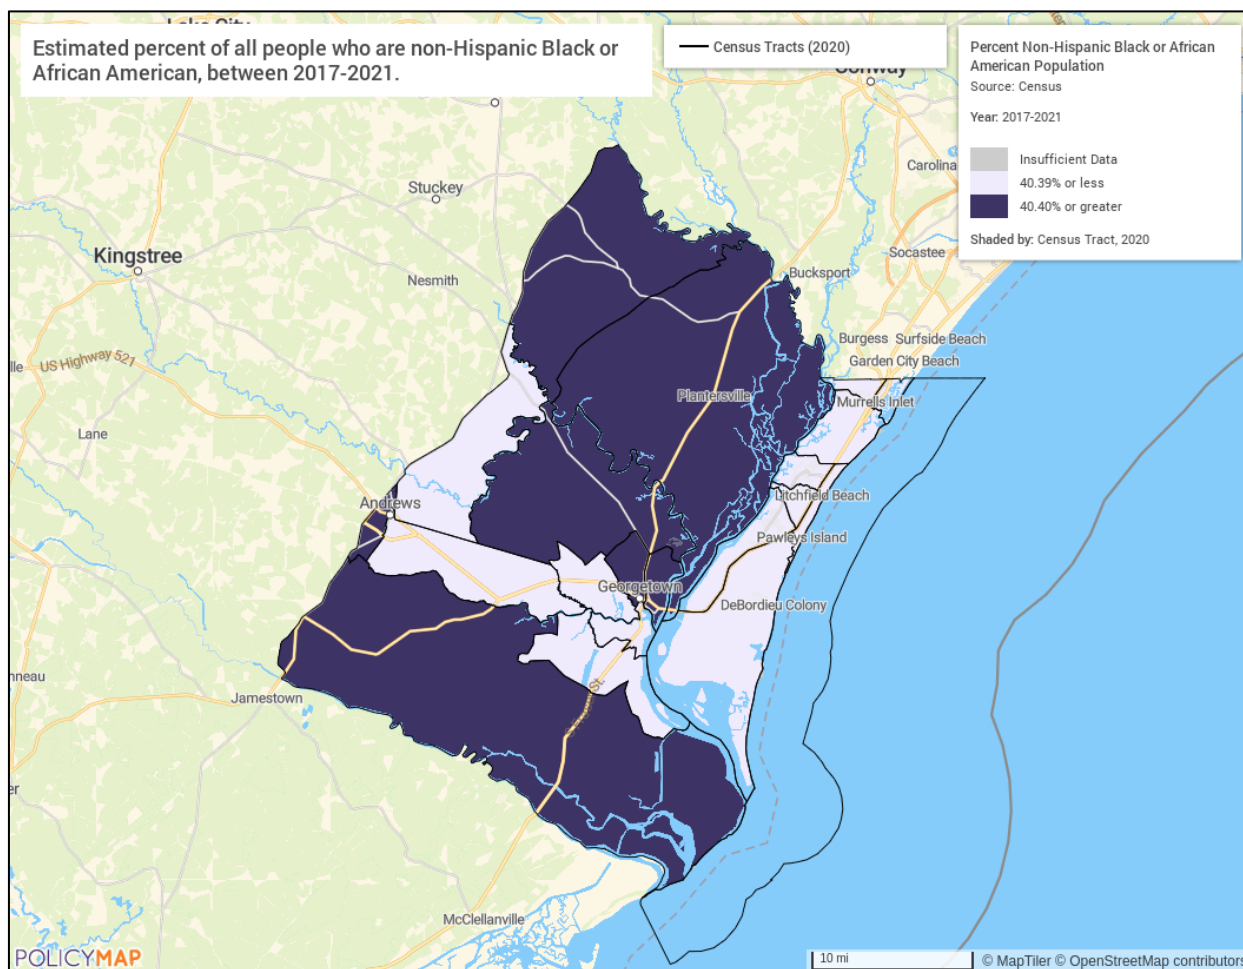 Lake City
Estimated percent of all people who are non-Hispanic Black or
African American, between 2017-2021.
Census Tracts (2020)
Percent Non-Hispanic Black or African
American Population
Source: Census
Year: 2017-2021
Insufficient Data
40.39% or less
40.40% or greater
Shaded by: Census Tract, 2020
Conway
Carolina
Stuckey
Kingstree
Socastee
Nesmith
Bucksport
Burgess
Surfside Beach
Garden City Beach
US Highway 521
Plantersville
Murrells Inlet
Lane
Andrews
Litchfield Beach
Pawleys Island
Georgetown
DeBordieu Colony
Jamestown
McClellanville
POLICYMAP
10 mi
© MapTiler © OpenStreetMap contributors